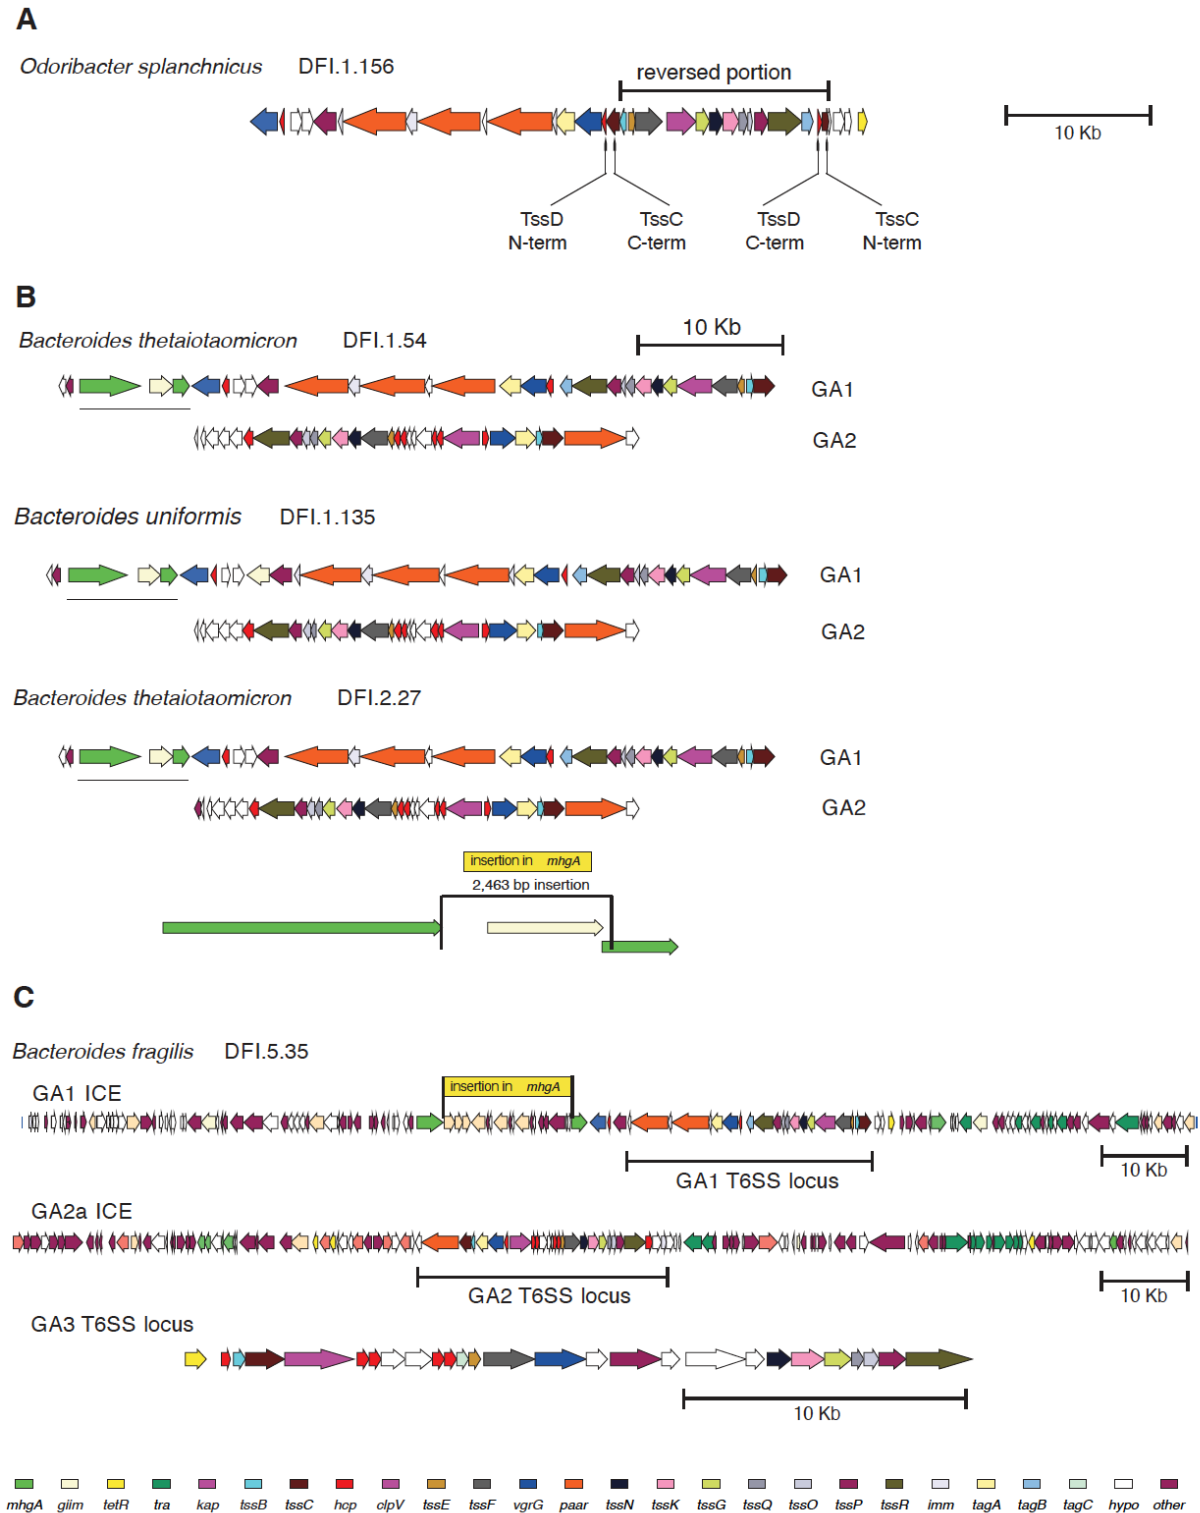 A
Odoribacter splanchnicus DFI.1.156
reversed portion
10 Kb
TssD N-term
TssC C-term
TssD C-term
TssC N-term
B
Bacteroides thetaiotaomicron DFI.1.54
10 Kb
GA1
GA2
Bacteroides uniformis DFI.1.135
GA1
GA2
Bacteroides thetaiotaomicron DFI.2.27
GA1
GA2
insertion in mhgA
2,463 bp insertion
C
Bacteroides fragilis DFI.5.35
GA1 ICE
insertion in mhgA
GA1 T6SS locus
10 Kb
GA2a ICE
GA2 T6SS locus
10 Kb
GA3 T6SS locus
10 Kb
mhgA giim tetR tra kap tssB tssC hcp clpV tssE tssF vgrG paar tssN tssK tssG tssQ tssO tssP tssR imm tagA tagB tagC hypo other